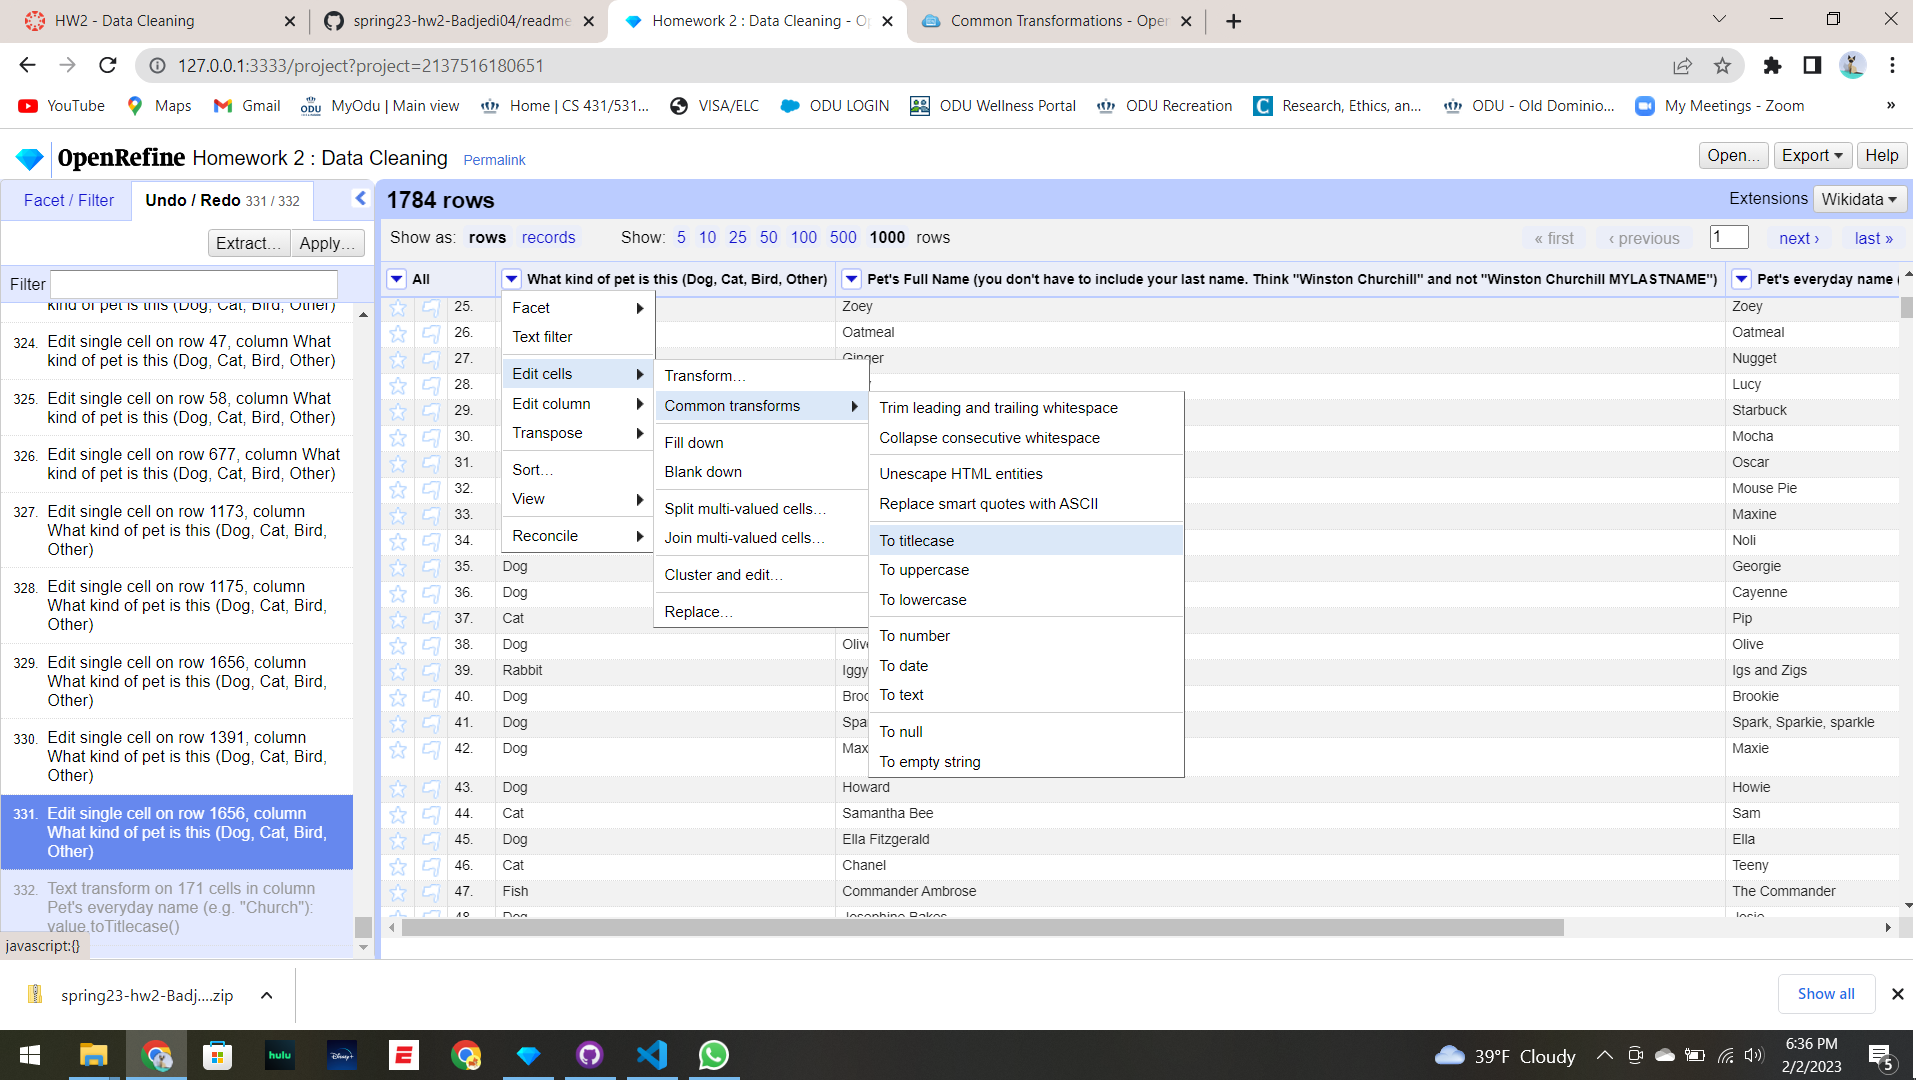 HW2 - Data Cleaning
spring23-hw2-Badjedi04/readme
Homework 2 : Data Cleaning - Op
Common Transformations - Open
127.0.0.1:3333/project?project=2137516180651
YouTube
Maps
Gmail
MyOdu | Main view
Home | CS 431/531...
VISA/ELC
ODU LOGIN
ODU Wellness Portal
ODU Recreation
Research, Ethics, an...
ODU - Old Dominio...
My Meetings - Zoom
»
OpenRefine Homework 2 : Data Cleaning Permalink
Open...
Export
Help
Facet / Filter
Undo / Redo 331 / 332
Extract...
Apply...
Filter
kind of pet is this (Dog, Cat, Bird, Other)
324. Edit single cell on row 47, column What
kind of pet is this (Dog, Cat, Bird, Other)
325. Edit single cell on row 58, column What
kind of pet is this (Dog, Cat, Bird, Other)
326. Edit single cell on row 677, column What
kind of pet is this (Dog, Cat, Bird, Other)
327. Edit single cell on row 1173, column
What kind of pet is this (Dog, Cat, Bird,
Other)
328. Edit single cell on row 1175, column
What kind of pet is this (Dog, Cat, Bird,
Other)
329. Edit single cell on row 1656, column
What kind of pet is this (Dog, Cat, Bird,
Other)
330. Edit single cell on row 1391, column
What kind of pet is this (Dog, Cat, Bird,
Other)
331. Edit single cell on row 1656, column
What kind of pet is this (Dog, Cat, Bird,
Other)
332. Text transform on 171 cells in column
Pet's everyday name (e.g. "Church"):
value.toTitlecase()
javascript:{}
1784 rows
Extensions
Wikidata
Show as: rows records
Show: 5 10 25 50 100 500 1000 rows
« first
‹ previous
1
next ›
last »
All
What kind of pet is this (Dog, Cat, Bird, Other)
Pet's Full Name (you don't have to include your last name. Think "Winston Churchill" and not "Winston Churchill MYLASTNAME")
Pet's everyday name (
25. Zoey Zoey
26. Oatmeal Oatmeal
27. Ginger Nugget
28. Lucy
29. Starbuck
30. Mocha
31. Oscar
32. Mouse Pie
33. Maxine
34. Noli
35. Dog Georgie
36. Dog Cayenne
37. Cat Pip
38. Dog Olive Olive
39. Rabbit Iggy Igs and Zigs
40. Dog Broo Brookie
41. Dog Spa Spark, Sparkie, sparkle
42. Dog Max Maxie
43. Dog Howard Howie
44. Cat Samantha Bee Sam
45. Dog Ella Fitzgerald Ella
46. Cat Chanel Teeny
47. Fish Commander Ambrose The Commander
48. Dog Josephine Bakes Josie
Facet
Text filter
Edit cells
Edit column
Transpose
Sort...
View
Reconcile
Transform...
Common transforms
Fill down
Blank down
Split multi-valued cells...
Join multi-valued cells...
Cluster and edit...
Replace...
Trim leading and trailing whitespace
Collapse consecutive whitespace
Unescape HTML entities
Replace smart quotes with ASCII
To titlecase
To uppercase
To lowercase
To number
To date
To text
To null
To empty string
spring23-hw2-Badj....zip
Show all
hulu
Disney+
39°F Cloudy
6:36 PM
2/2/2023
5